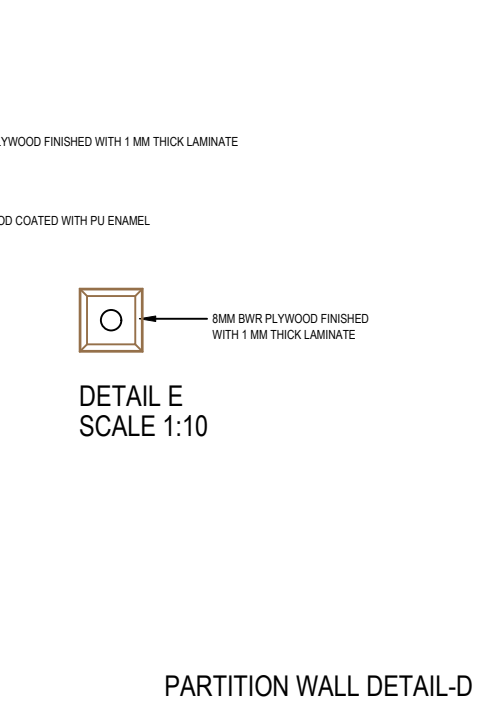 LYWOOD FINISHED WITH 1 MM THICK LAMINATE
OD COATED WITH PU ENAMEL
8MM BWR PLYWOOD FINISHED
WITH 1 MM THICK LAMINATE
DETAIL E
SCALE 1:10
PARTITION WALL DETAIL-D